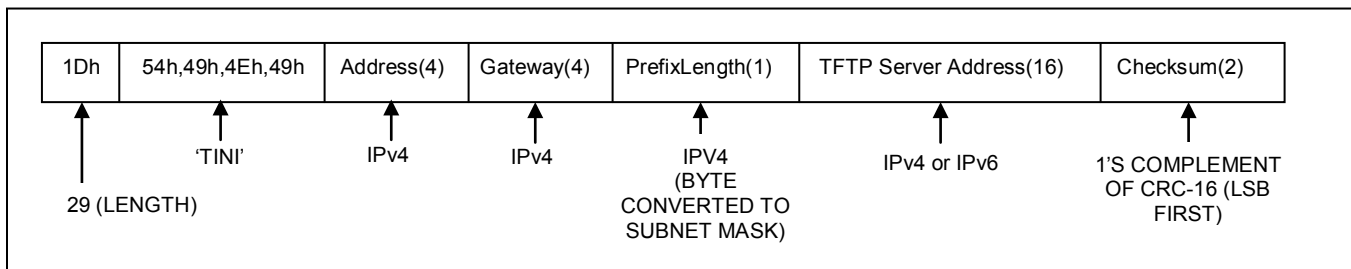 1Dh 54h,49h,4Eh,49h Address(4) Gateway(4) PrefixLength(1) TFTP Server Address(16) Checksum(2)
29 (LENGTH)
‘TINI’
IPv4
IPv4
IPV4
(BYTE
CONVERTED TO
SUBNET MASK)
IPv4 or IPv6
1’S COMPLEMENT
OF CRC-16 (LSB
FIRST)